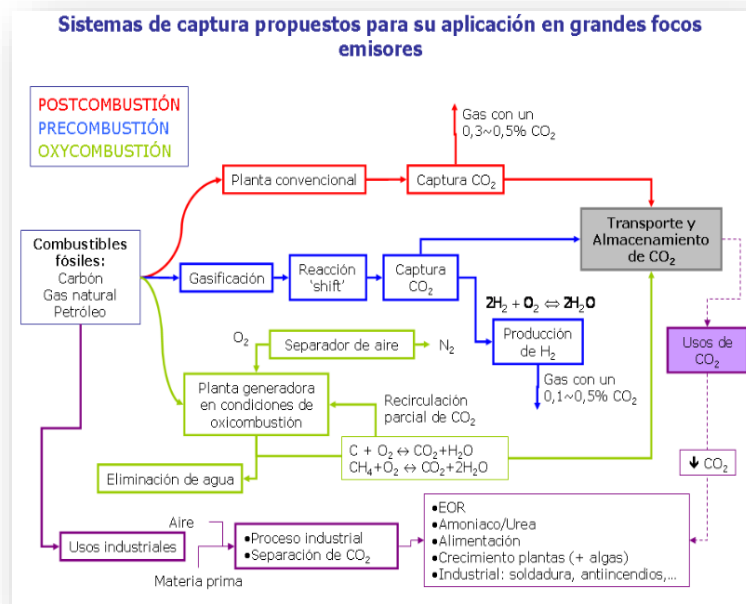 Sistemas de captura propuestos para su aplicación en grandes focos
emisores
POSTCOMBUSTIÓN
PRECOMBUSTIÓN
OXYCOMBUSTIÓN
Gas con un
0,3~0,5% CO₂
Planta convencional
Captura CO₂
Transporte y
Almacenamiento
de CO₂
Combustibles
fósiles:
Carbón
Gas natural
Petróleo
Gasificación
Reacción
‘shift’
Captura
CO₂
2H₂ + O₂ ⇔ 2H₂O
Producción
de H₂
Usos de
CO₂
O₂
Separador de aire
N₂
Gas con un
0,1~0,5% CO₂
Planta generadora
en condiciones de
oxicombustión
Recirculación
parcial de CO₂
C + O₂ ↔ CO₂+H₂O
CH₄+O₂ ↔ CO₂+2H₂O
Eliminación de agua
🡇 CO₂
Usos industriales
Aire
Materia prima
●Proceso industrial
●Separación de CO₂
●EOR
●Amoniaco/Urea
●Alimentación
●Crecimiento plantas (+ algas)
●Industrial: soldadura, antiincendios,…